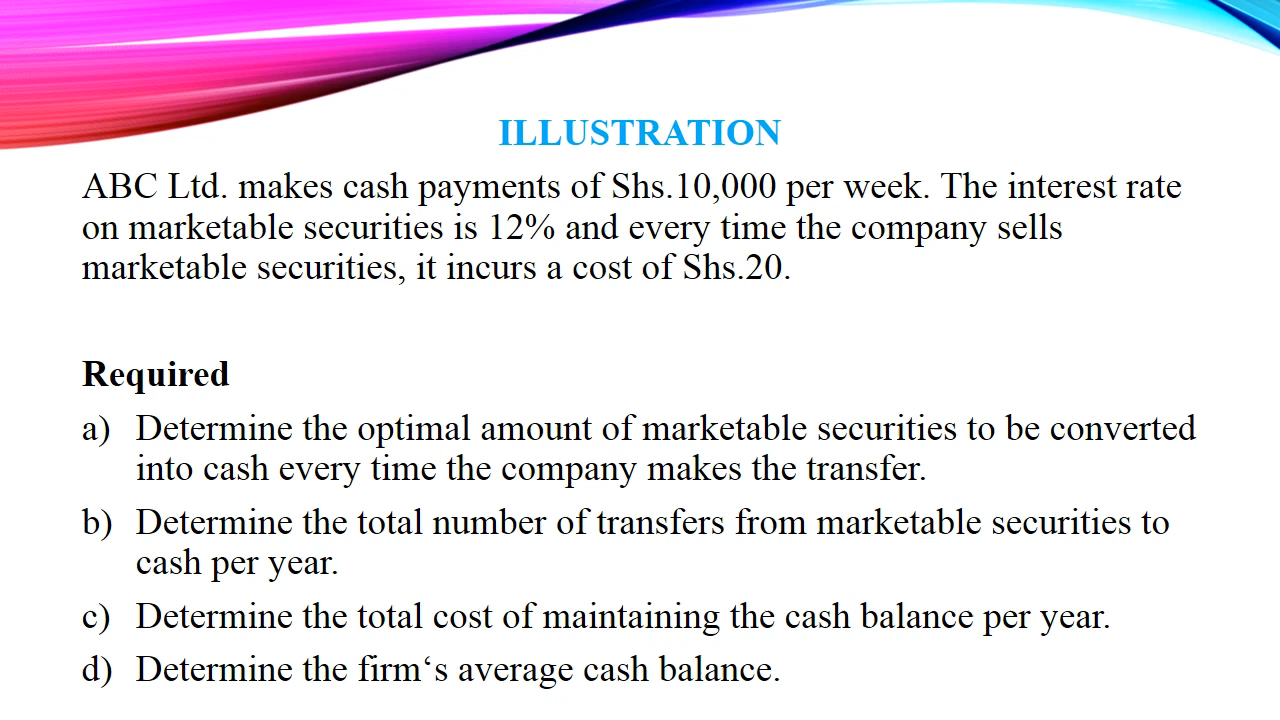 ILLUSTRATION
ABC Ltd. makes cash payments of Shs.10,000 per week. The interest rate
on marketable securities is 12% and every time the company sells
marketable securities, it incurs a cost of Shs.20.
Required
a) Determine the optimal amount of marketable securities to be converted
into cash every time the company makes the transfer.
b) Determine the total number of transfers from marketable securities to
cash per year.
c) Determine the total cost of maintaining the cash balance per year.
d) Determine the firm‘s average cash balance.